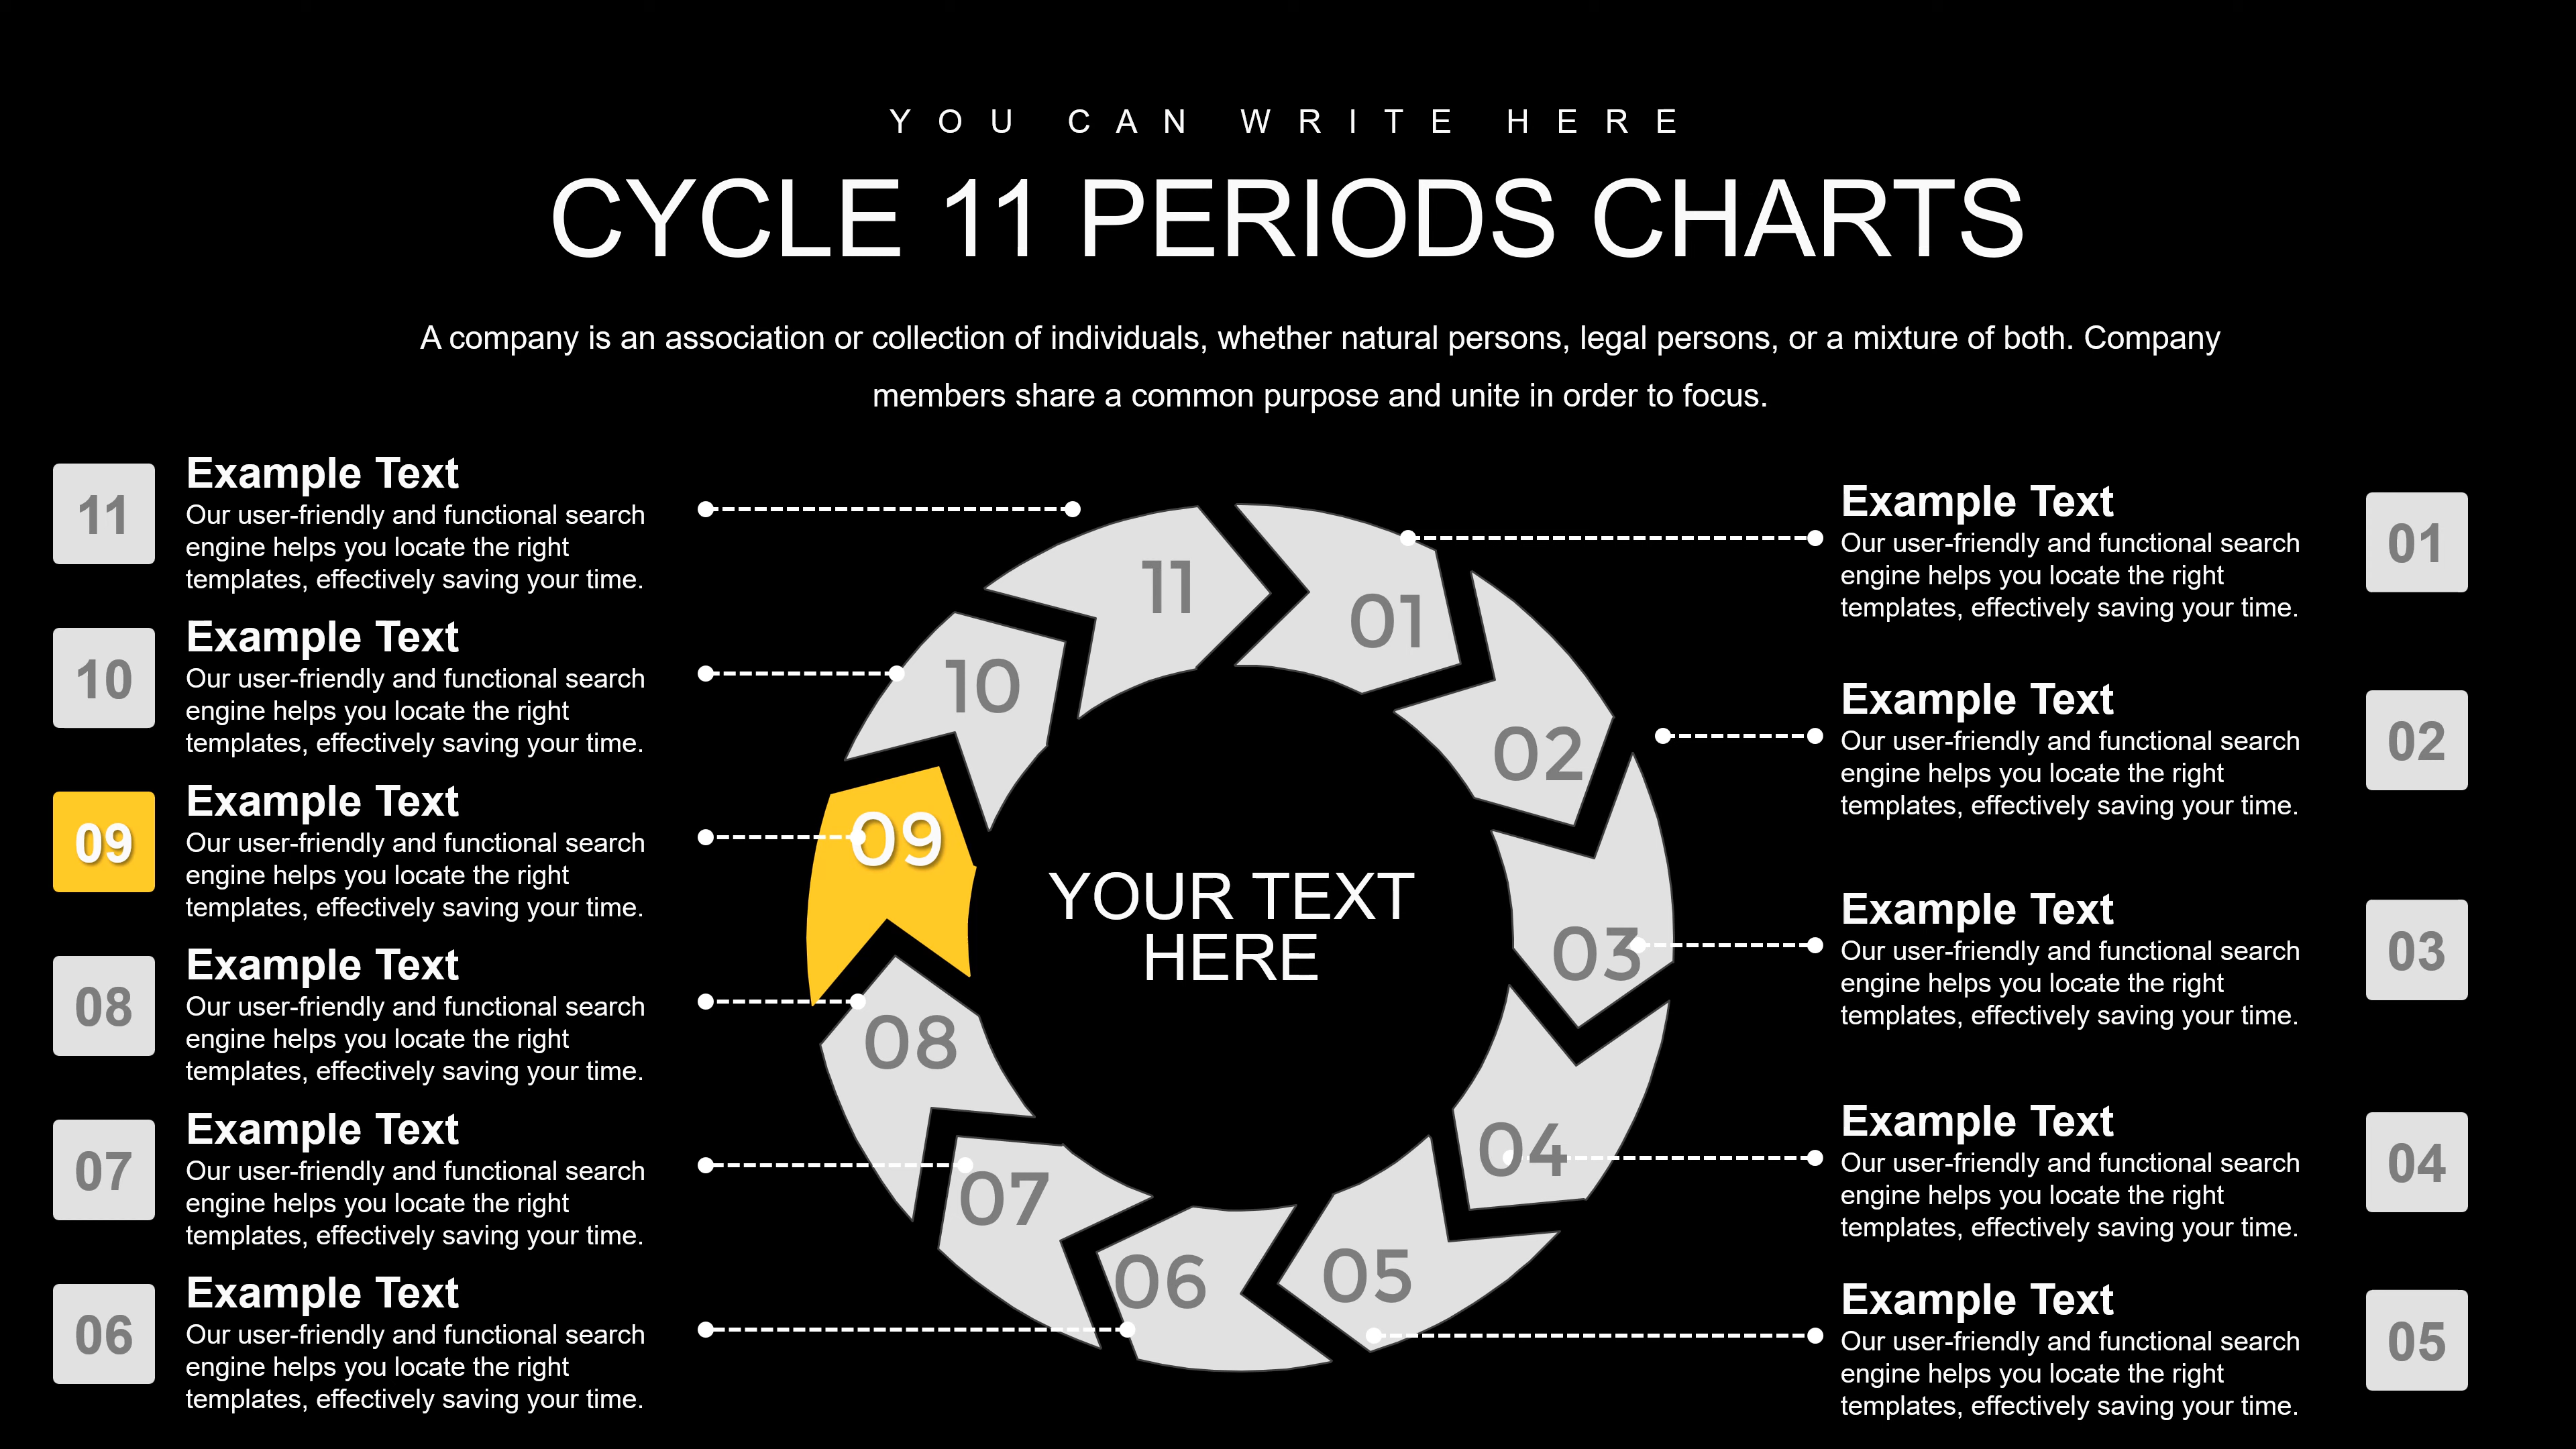 YOU CAN WRITE HERE
CYCLE 11 PERIODS CHARTS
A company is an association or collection of individuals, whether natural persons, legal persons, or a mixture of both. Company
members share a common purpose and unite in order to focus.
11
Example Text
Our user-friendly and functional search
engine helps you locate the right
templates, effectively saving your time.
10
Example Text
Our user-friendly and functional search
engine helps you locate the right
templates, effectively saving your time.
09
Example Text
Our user-friendly and functional search
engine helps you locate the right
templates, effectively saving your time.
08
Example Text
Our user-friendly and functional search
engine helps you locate the right
templates, effectively saving your time.
07
Example Text
Our user-friendly and functional search
engine helps you locate the right
templates, effectively saving your time.
06
Example Text
Our user-friendly and functional search
engine helps you locate the right
templates, effectively saving your time.
11
01
10
02
09
03
08
04
07
05
06
YOUR TEXT
HERE
Example Text
Our user-friendly and functional search
engine helps you locate the right
templates, effectively saving your time.
01
Example Text
Our user-friendly and functional search
engine helps you locate the right
templates, effectively saving your time.
02
Example Text
Our user-friendly and functional search
engine helps you locate the right
templates, effectively saving your time.
03
Example Text
Our user-friendly and functional search
engine helps you locate the right
templates, effectively saving your time.
04
Example Text
Our user-friendly and functional search
engine helps you locate the right
templates, effectively saving your time.
05